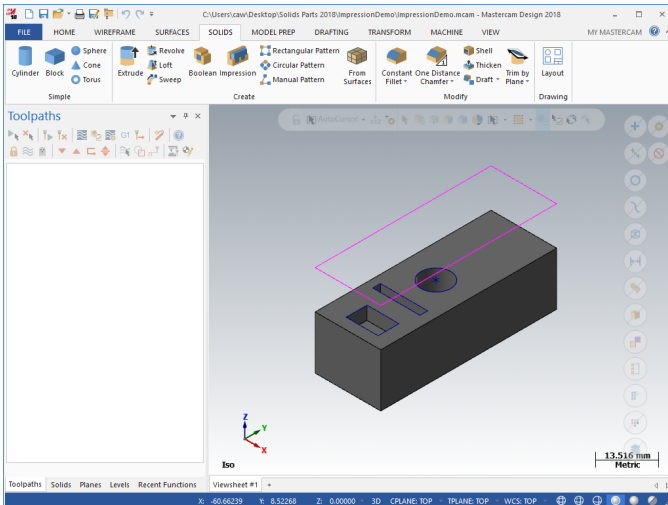 C:\Users\caw\Desktop\Solids Parts 2018\ImpressionDemo\ImpressionDemo.mcam - Mastercam Design 2018
FILE HOME WIREFRAME SURFACES SOLIDS MODEL PREP DRAFTING TRANSFORM MACHINE VIEW MY MASTERCAM
Sphere Revolve Rectangular Pattern Shell
Cone Loft Circular Pattern Thicken
Cylinder Block Torus Extrude Sweep Boolean Impression Manual Pattern From Surfaces Constant Fillet One Distance Chamfer Draft Trim by Plane Layout
Simple Create Modify Drawing
Toolpaths
AutoCursor
G1
Z
Y
X
Iso
13.516 mm
Metric
Toolpaths Solids Planes Levels Recent Functions Viewsheet #1 +
X: -60.66239 Y: 8.52268 Z: 0.00000 3D CPLANE: TOP TPLANE: TOP WCS: TOP